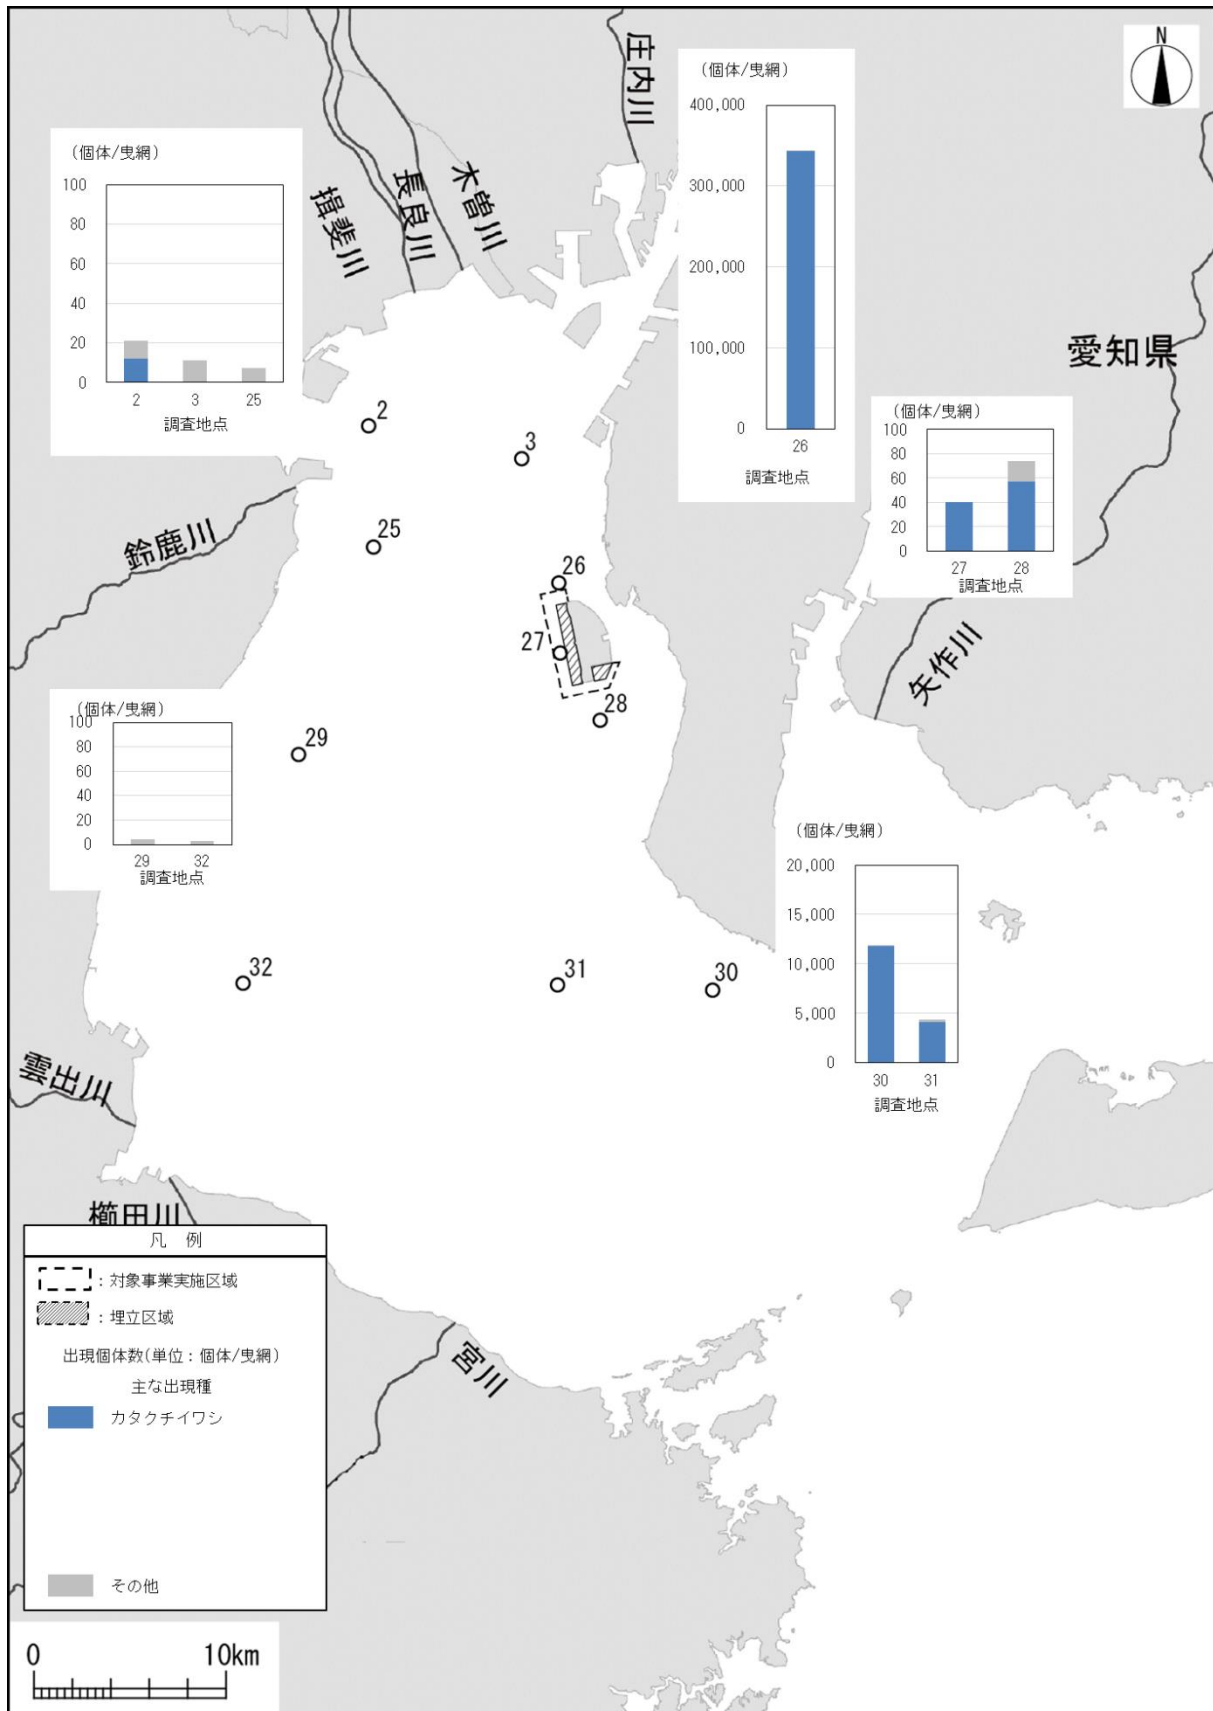 N
庄内川
木曽川
長良川
揖斐川
鈴鹿川
愛知県
矢作川
雲出川
櫛田川
宮川
(個体/曳網)
100
80
60
40
20
0
2
3
25
調査地点
(個体/曳網)
400,000
300,000
200,000
100,000
0
26
調査地点
(個体/曳網)
100
80
60
40
20
0
27
28
調査地点
(個体/曳網)
100
80
60
40
20
0
29
32
調査地点
(個体/曳網)
20,000
15,000
10,000
5,000
0
30
31
調査地点
2
3
25
26
27
28
29
32
31
30
凡 例
：対象事業実施区域
：埋立区域
出現個体数(単位：個体/曳網)
主な出現種
カタクチイワシ
その他
0 10km